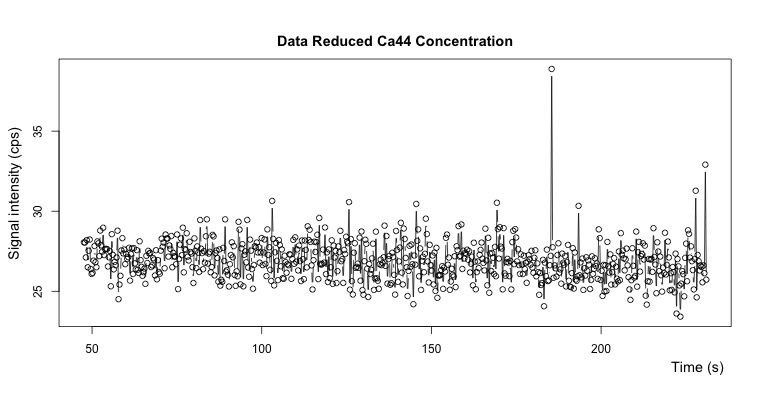 Data Reduced Ca44 Concentration
Signal intensity (cps)
35
30
25
50 100 150 200
Time (s)